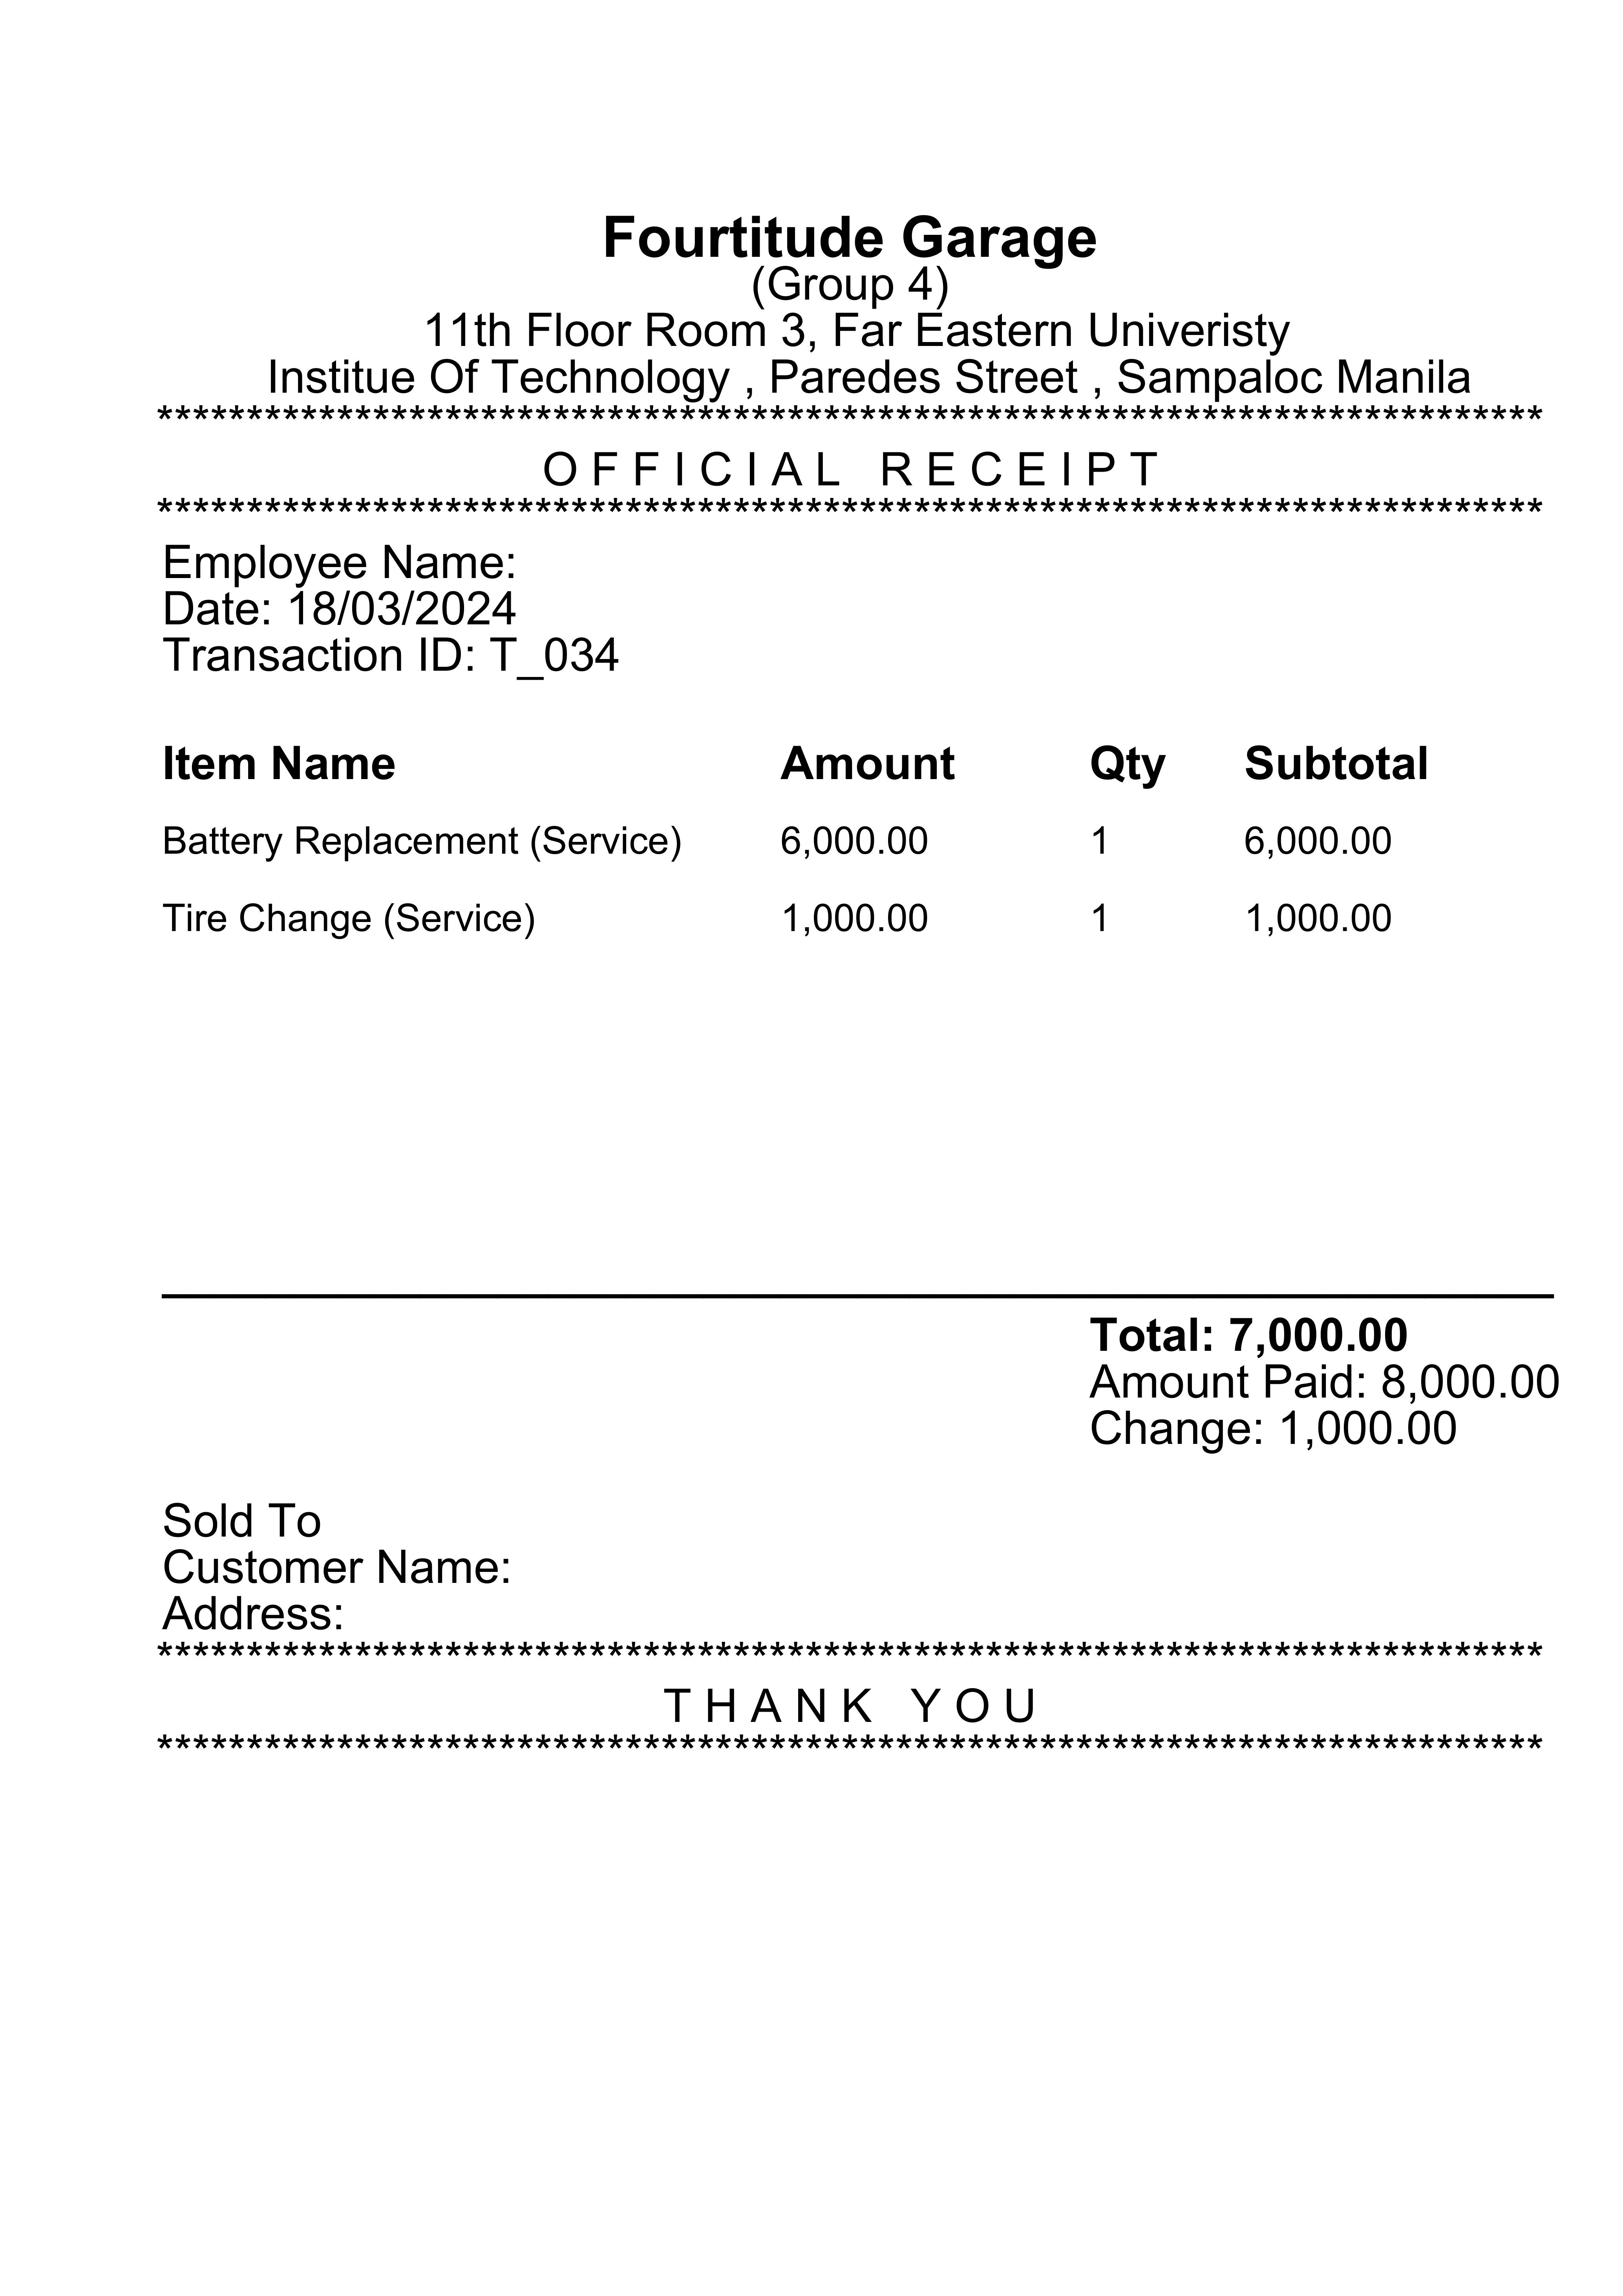 Fourtitude Garage
(Group 4)
11th Floor Room 3, Far Eastern Univeristy
Institue Of Technology , Paredes Street , Sampaloc Manila
*****************************************************************************
O F F I C I A L   R E C E I P T
*****************************************************************************
Employee Name:
Date: 18/03/2024
Transaction ID: T_034
Item Name Amount Qty Subtotal
Battery Replacement (Service) 6,000.00 1 6,000.00
Tire Change (Service) 1,000.00 1 1,000.00
Total: 7,000.00
Amount Paid: 8,000.00
Change: 1,000.00
Sold To
Customer Name:
Address:
*****************************************************************************
T H A N K   Y O U
*****************************************************************************